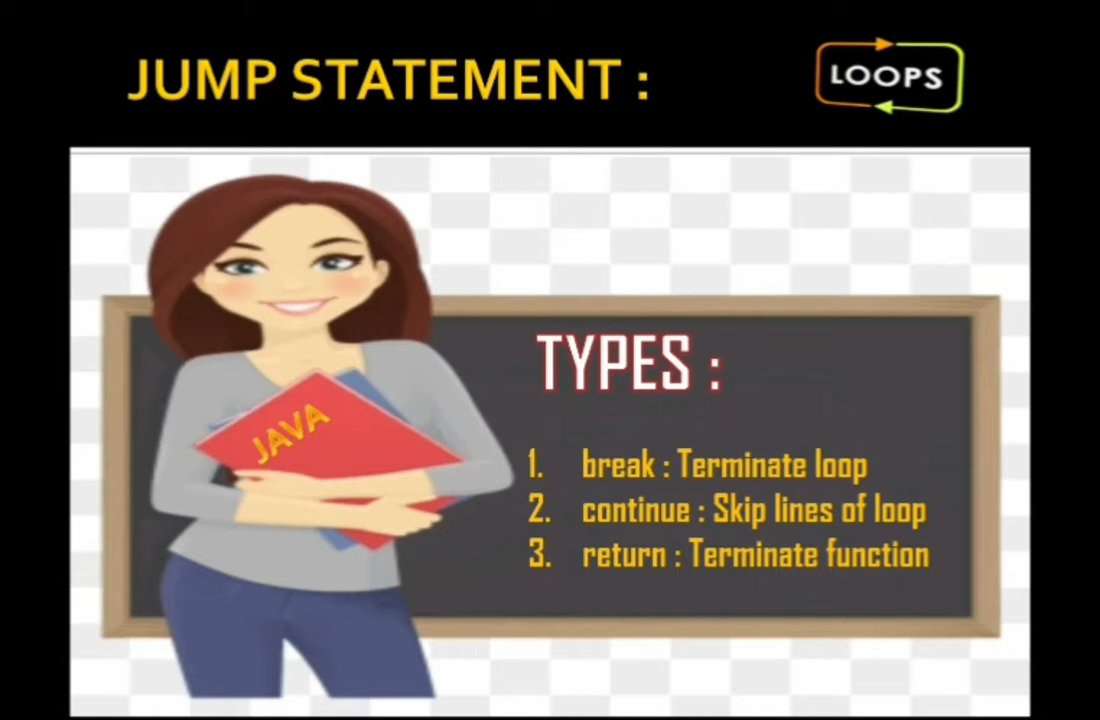 JUMP STATEMENT :
LOOPS
TYPES :
JAVA
1. break : Terminate loop
2. continue : Skip lines of loop
3. return : Terminate function